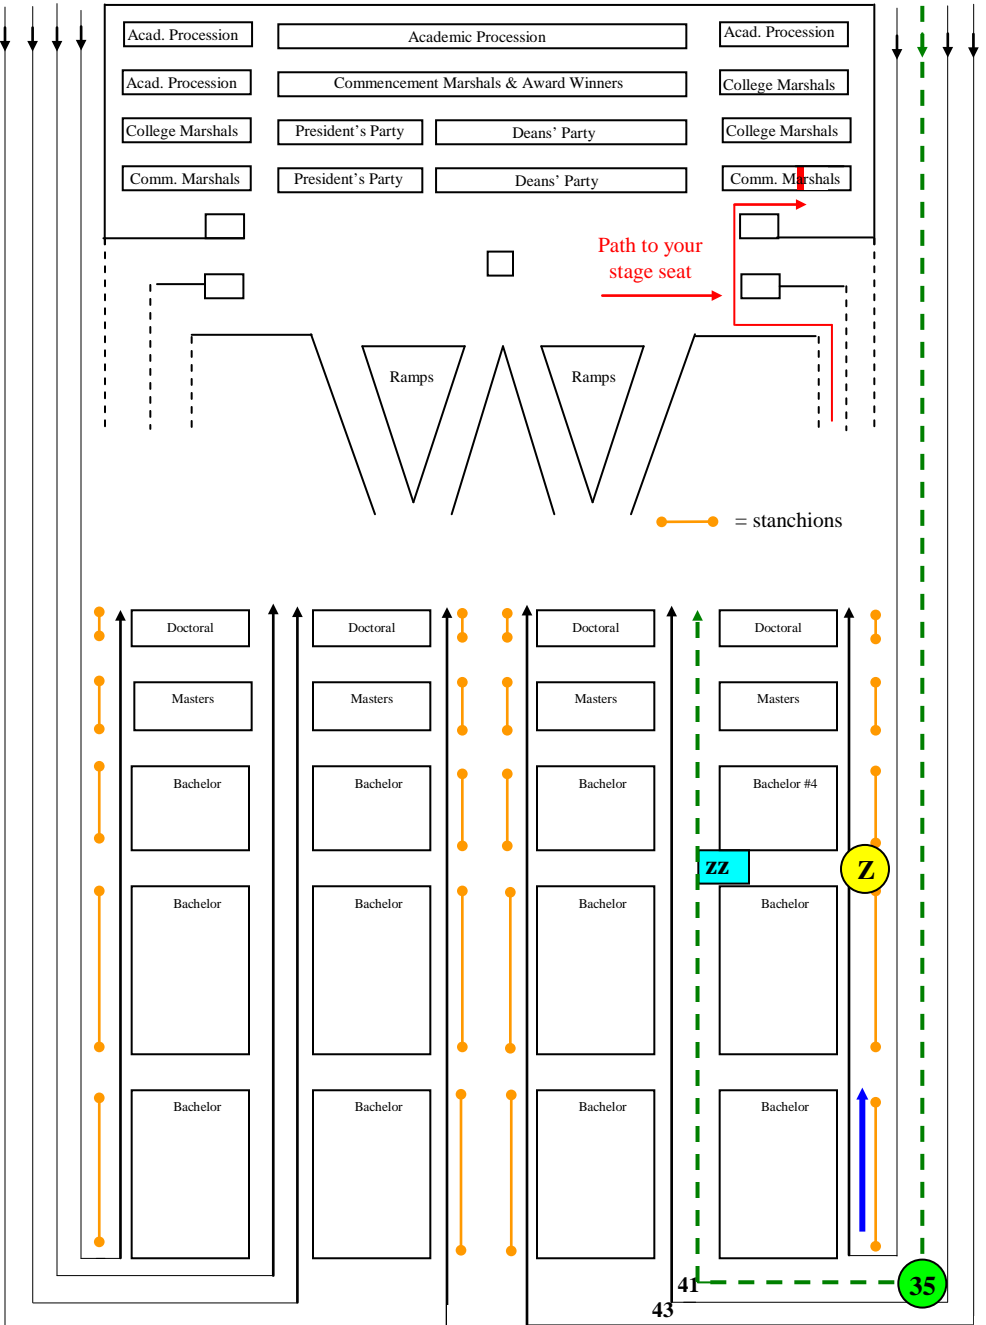 Acad. Procession
Academic Procession
Acad. Procession
Acad. Procession
Commencement Marshals & Award Winners
College Marshals
College Marshals
President's Party
Deans' Party
College Marshals
Comm. Marshals
President's Party
Deans' Party
Comm. Marshals
Path to your
stage seat
Ramps
Ramps
= stanchions
Doctoral
Doctoral
Doctoral
Doctoral
Masters
Masters
Masters
Masters
Bachelor
Bachelor
Bachelor
Bachelor #4
zz
Z
Bachelor
Bachelor
Bachelor
Bachelor
Bachelor
Bachelor
Bachelor
Bachelor
41
35
43